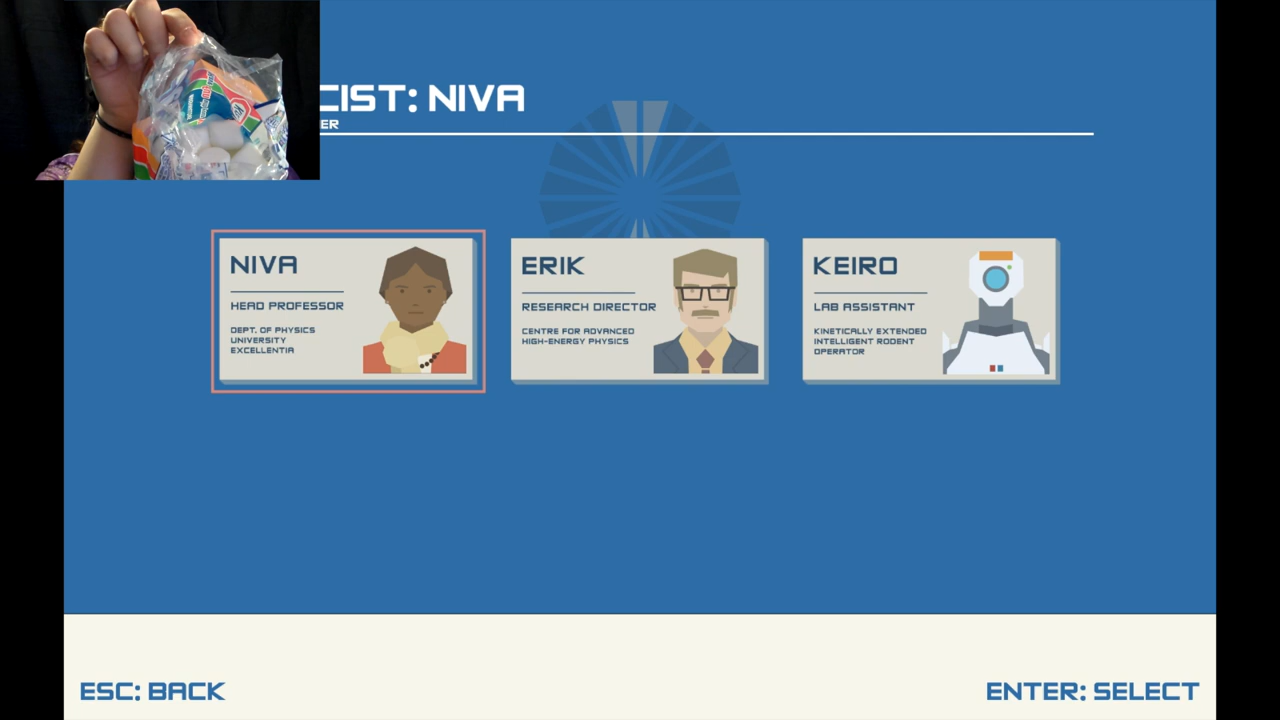 CIST: NIVA
ER
NIVA
HEAD PROFESSOR
DEPT. OF PHYSICS
UNIVERSITY
EXCELLENTIA
ERIK
RESEARCH DIRECTOR
CENTRE FOR ADVANCED
HIGH-ENERGY PHYSICS
KEIRO
LAB ASSISTANT
KINETICALLY EXTENDED
INTELLIGENT RODENT
OPERATOR
ESC: BACK
ENTER: SELECT